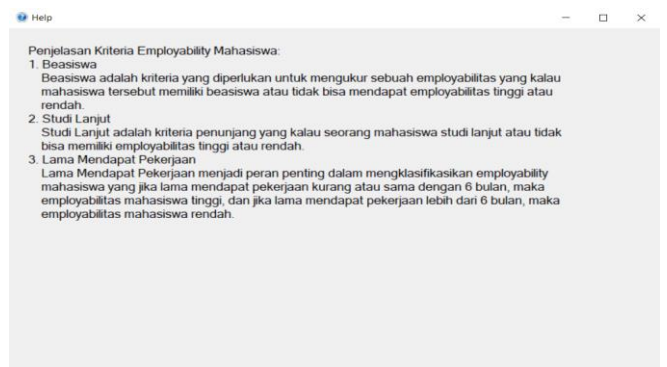 Help
Penjelasan Kriteria Employability Mahasiswa:
1. Beasiswa
Beasiswa adalah kriteria yang diperlukan untuk mengukur sebuah employabilitas yang kalau
mahasiswa tersebut memiliki beasiswa atau tidak bisa mendapat employabilitas tinggi atau
rendah.
2. Studi Lanjut
Studi Lanjut adalah kriteria penunjang yang kalau seorang mahasiswa studi lanjut atau tidak
bisa memiliki employabilitas tinggi atau rendah.
3. Lama Mendapat Pekerjaan
Lama Mendapat Pekerjaan menjadi peran penting dalam mengklasifikasikan employability
mahasiswa yang jika lama mendapat pekerjaan kurang atau sama dengan 6 bulan, maka
employabilitas mahasiswa tinggi, dan jika lama mendapat pekerjaan lebih dari 6 bulan, maka
employabilitas mahasiswa rendah.